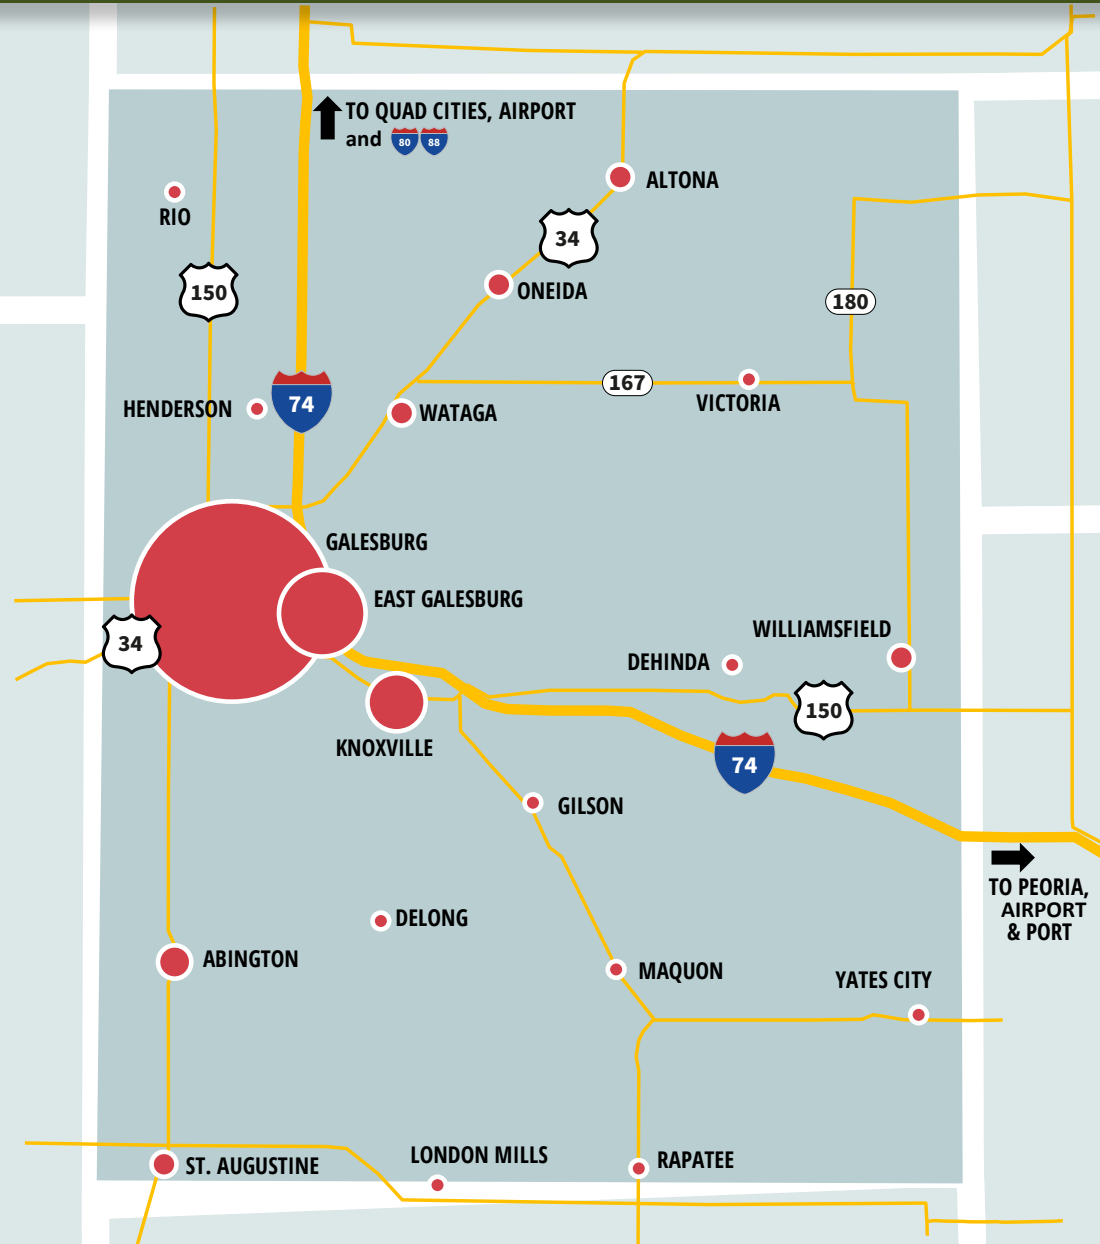 TO QUAD CITIES, AIRPORT
and 80 88
ALTONA
RIO
34
150
ONEIDA
180
167
VICTORIA
HENDERSON
74
WATAGA
GALESBURG
EAST GALESBURG
34
WILLIAMSFIELD
DEHINDA
150
KNOXVILLE
74
GILSON
TO PEORIA,
AIRPORT
& PORT
DELONG
ABINGTON
MAQUON
YATES CITY
LONDON MILLS
RAPATEE
ST. AUGUSTINE